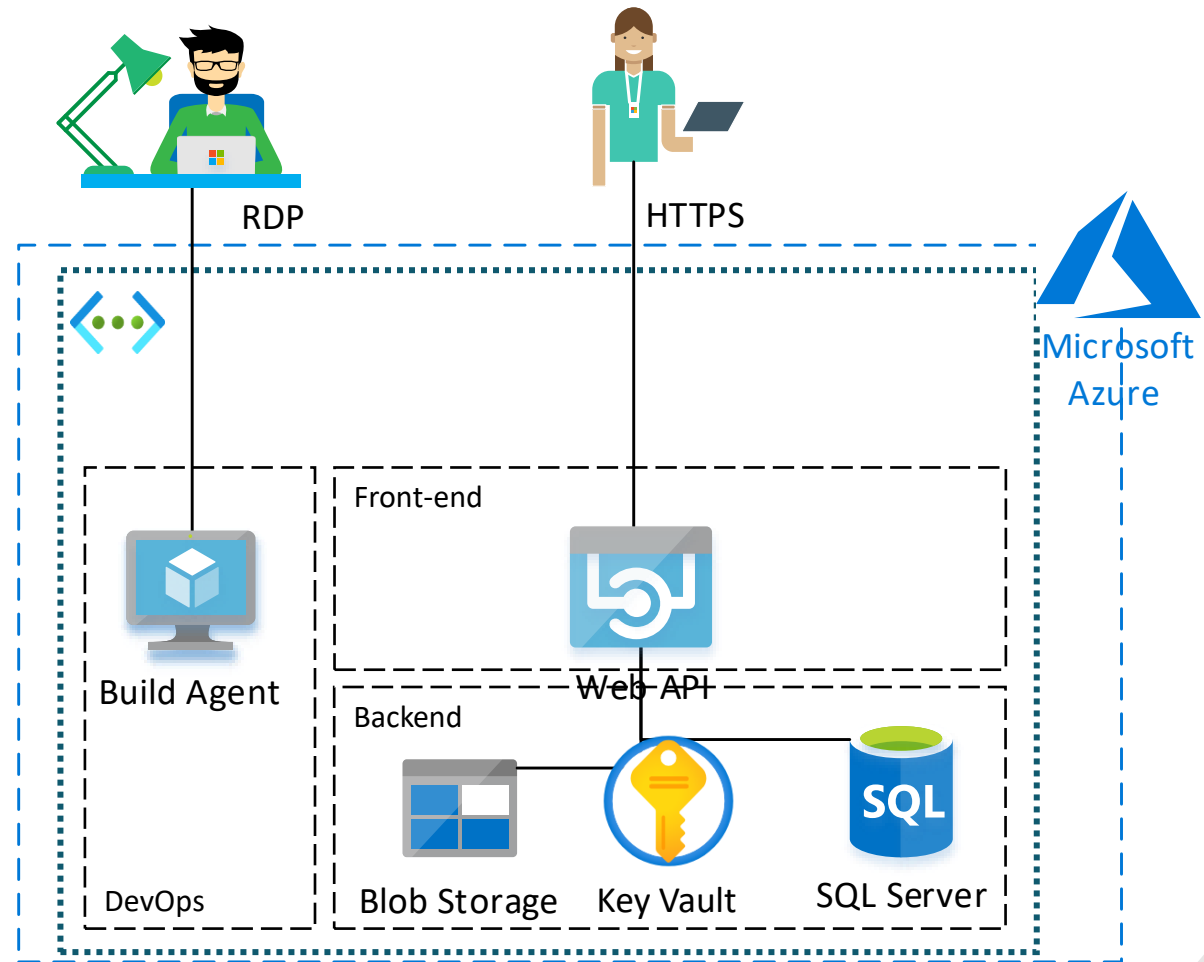 RDP
HTTPS
Microsoft
Azure
Front-end
Build Agent
Web API
Backend
SQL
DevOps
Blob Storage
Key Vault
SQL Server